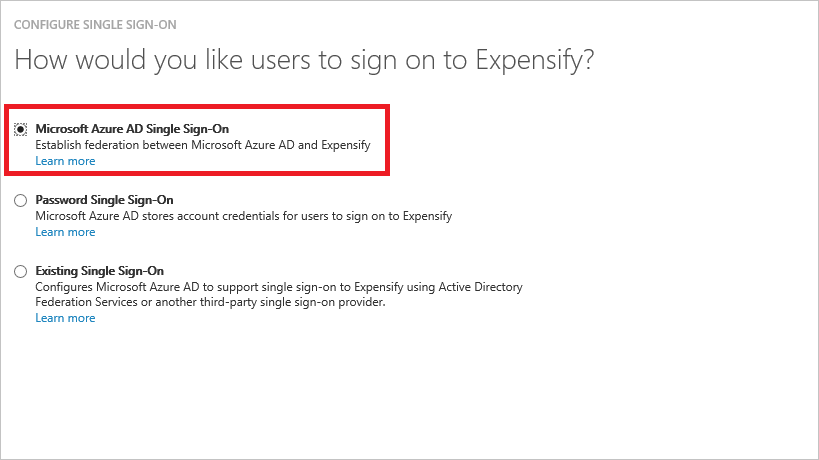 CONFIGURE SINGLE SIGN-ON
How would you like users to sign on to Expensify?
Microsoft Azure AD Single Sign-On
Establish federation between Microsoft Azure AD and Expensify
Learn more
Password Single Sign-On
Microsoft Azure AD stores account credentials for users to sign on to Expensify
Learn more
Existing Single Sign-On
Configures Microsoft Azure AD to support single sign-on to Expensify using Active Directory
Federation Services or another third-party single sign-on provider.
Learn more